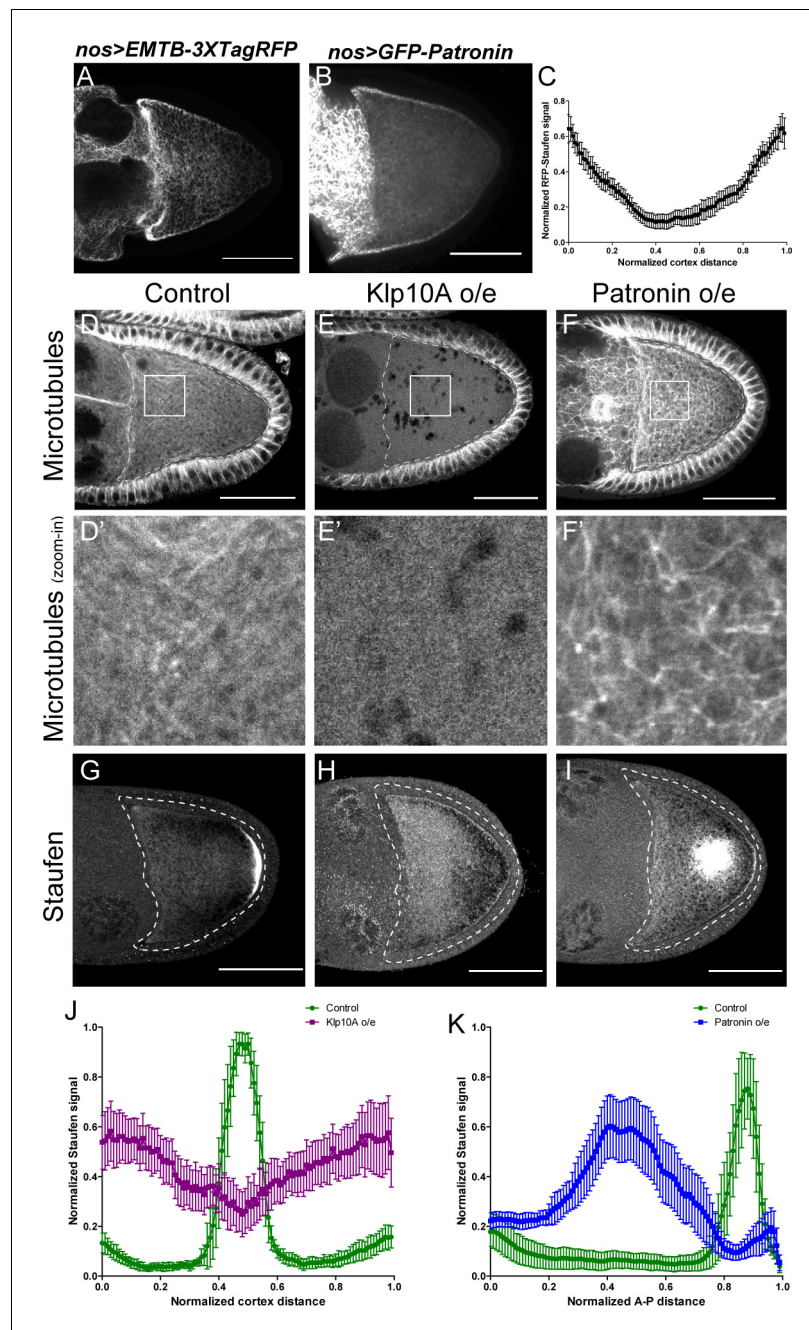 nos>EMTB-3XTagRFP
nos>GFP-Patronin
A
B
C
Normalized RFP-Staufen signal
0.8
0.6
0.4
0.2
0.0
0.0 0.2 0.4 0.6 0.8 1.0
Normalized cortex distance
Control
Klp10A o/e
Patronin o/e
Microtubules
D
E
F
Microtubules (zoom-in)
D'
E'
F'
Staufen
G
H
I
J
Control
Klp10A o/e
Normalized Staufen signal
1.0
0.8
0.6
0.4
0.2
0.0
0.0 0.2 0.4 0.6 0.8 1.0
Normalized cortex distance
K
Control
Patronin o/e
Normalized Staufen signal
1.0
0.8
0.6
0.4
0.2
0.0
0.0 0.2 0.4 0.6 0.8 1.0
Normalized A-P distance